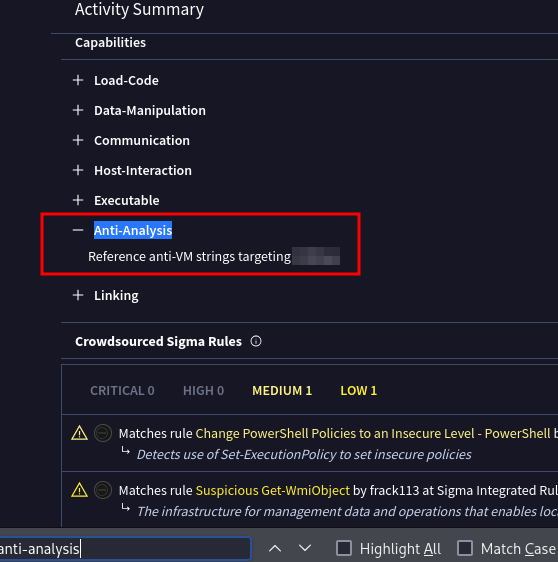 Activity Summary
Capabilities
Load-Code
Data-Manipulation
Communication
Host-Interaction
Executable
Anti-Analysis
Reference anti-VM strings targeting
Linking
Crowdsourced Sigma Rules
CRITICAL 0 HIGH 0 MEDIUM 1 LOW 1
Matches rule Change PowerShell Policies to an Insecure Level - PowerShell
Detects use of Set-ExecutionPolicy to set insecure policies
Matches rule Suspicious Get-WmiObject by frack113 at Sigma Integrated
The infrastructure for management data and operations that enables
anti-analysis Highlight All Match Case